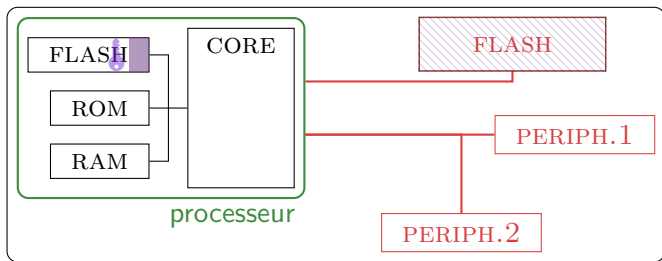 FLASH
CORE
ROM
RAM
processeur
FLASH
PERIPH.1
PERIPH.2